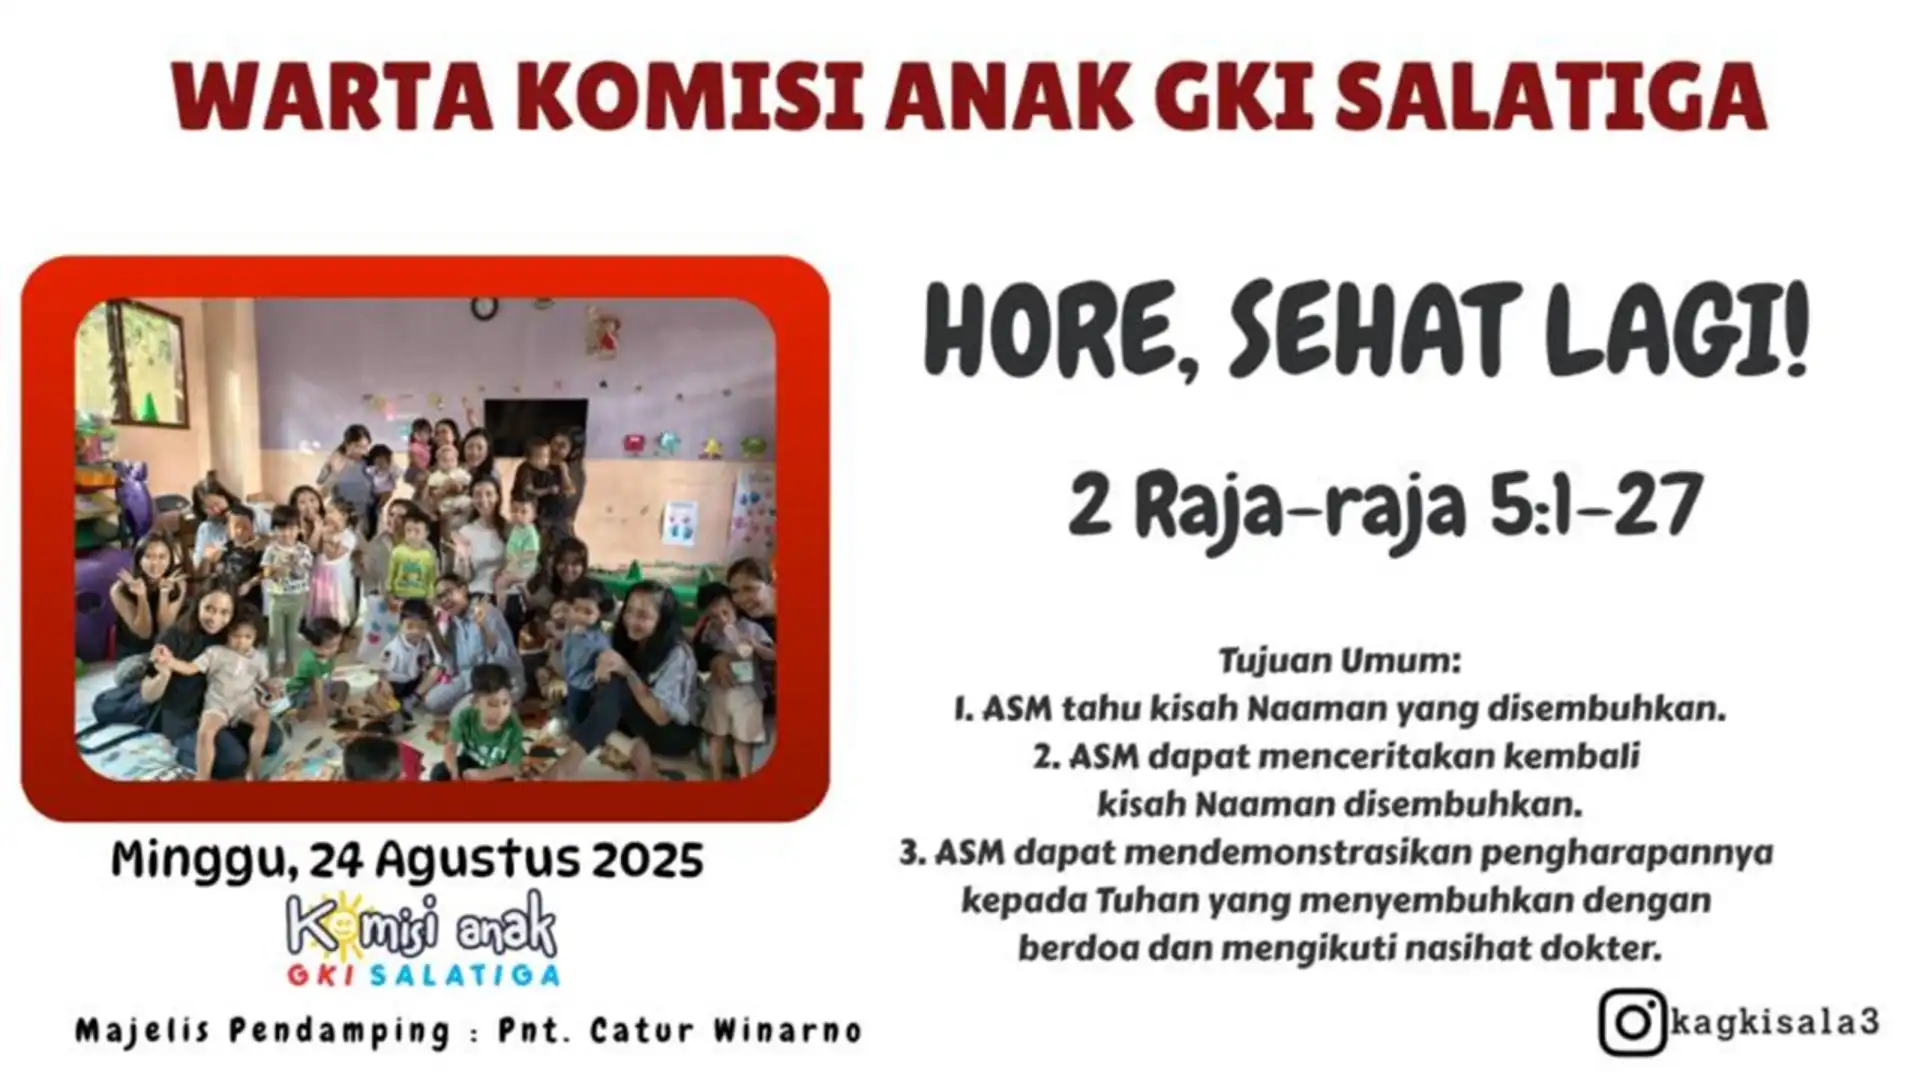 WARTA KOMISI ANAK GKI SALATIGA
HORE, SEHAT LAGI!
2 Raja-raja 5:1-27
Tujuan Umum:
1. ASM tahu kisah Naaman yang disembuhkan.
2. ASM dapat menceritakan kembali
kisah Naaman disembuhkan.
3. ASM dapat mendemonstrasikan pengharapannya
kepada Tuhan yang menyembuhkan dengan
berdoa dan mengikuti nasihat dokter.
Minggu, 24 Agustus 2025
Komisi anak
GKI SALATIGA
Majelis Pendamping : Pnt. Catur Winarno
kagkisala3